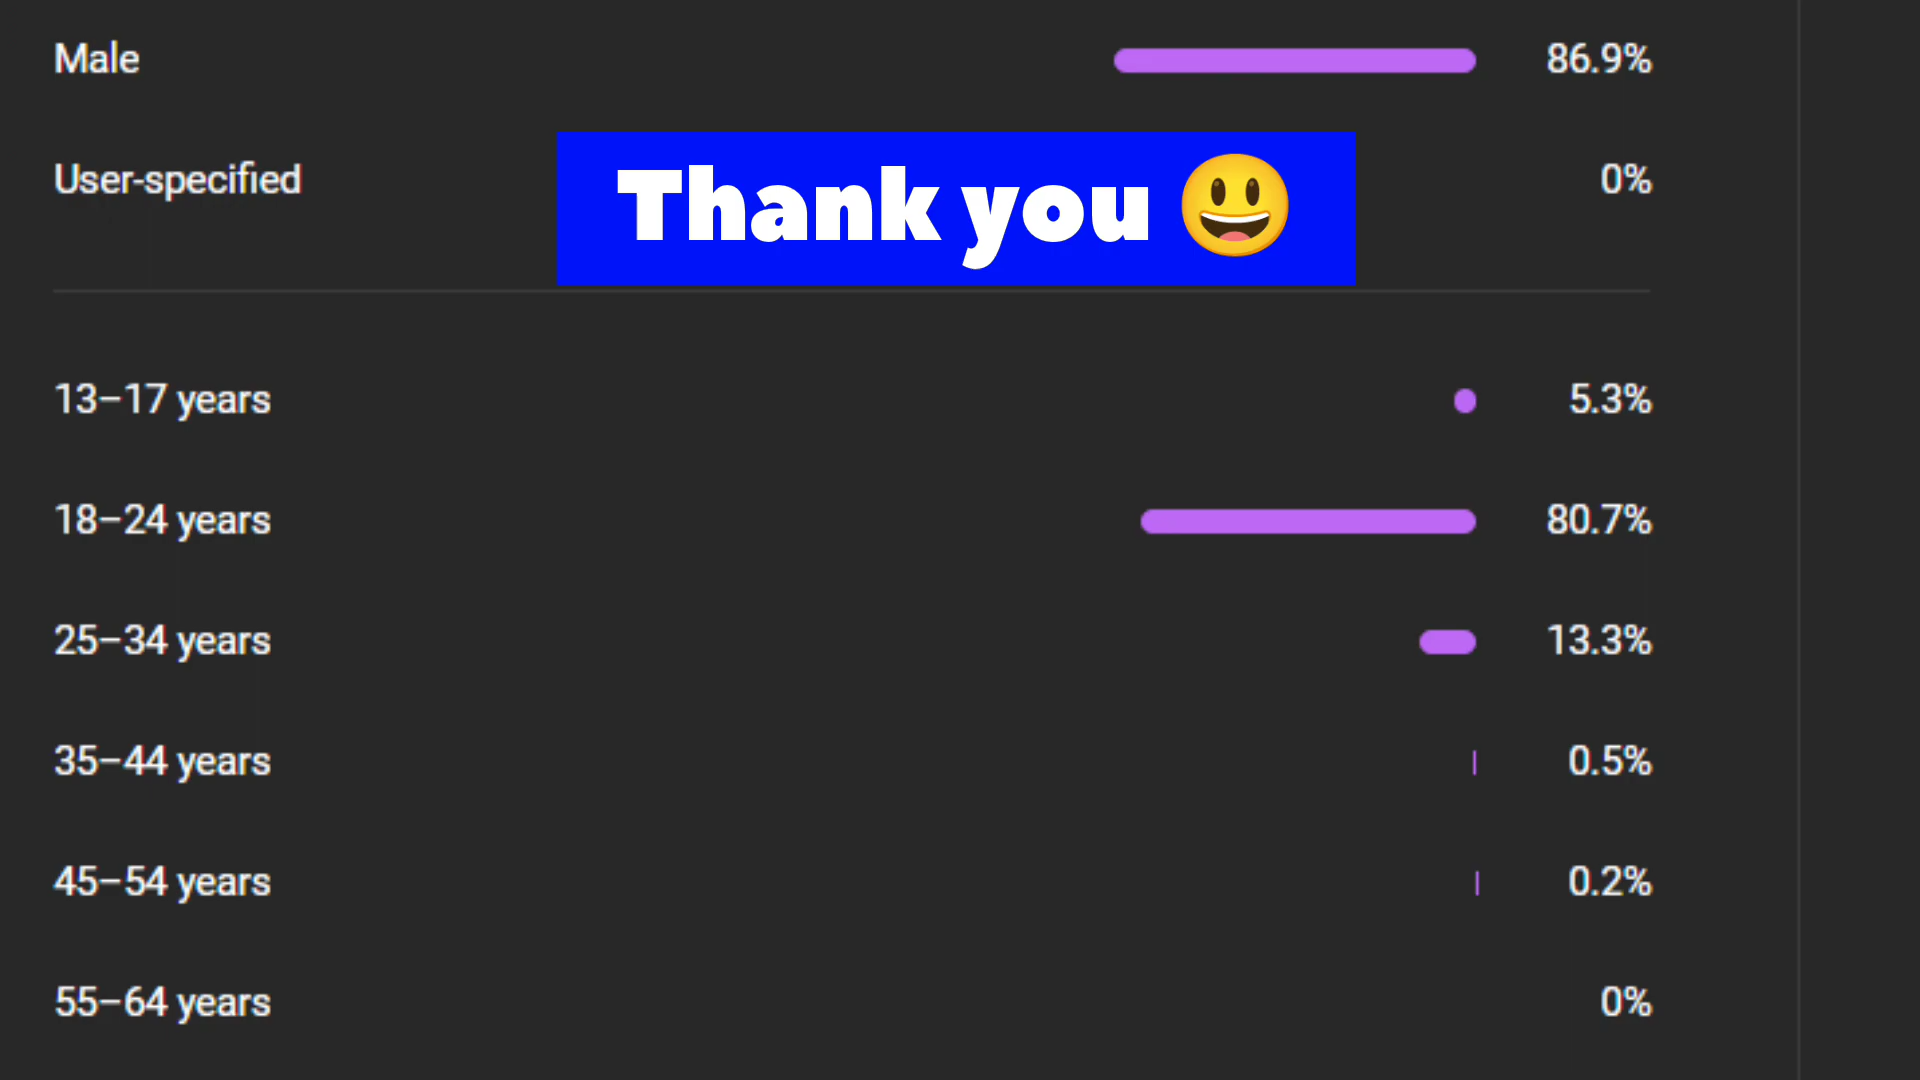 Male 86.9%
User-specified 0%
Thank you 😃
13–17 years 5.3%
18–24 years 80.7%
25–34 years 13.3%
35–44 years 0.5%
45–54 years 0.2%
55–64 years 0%